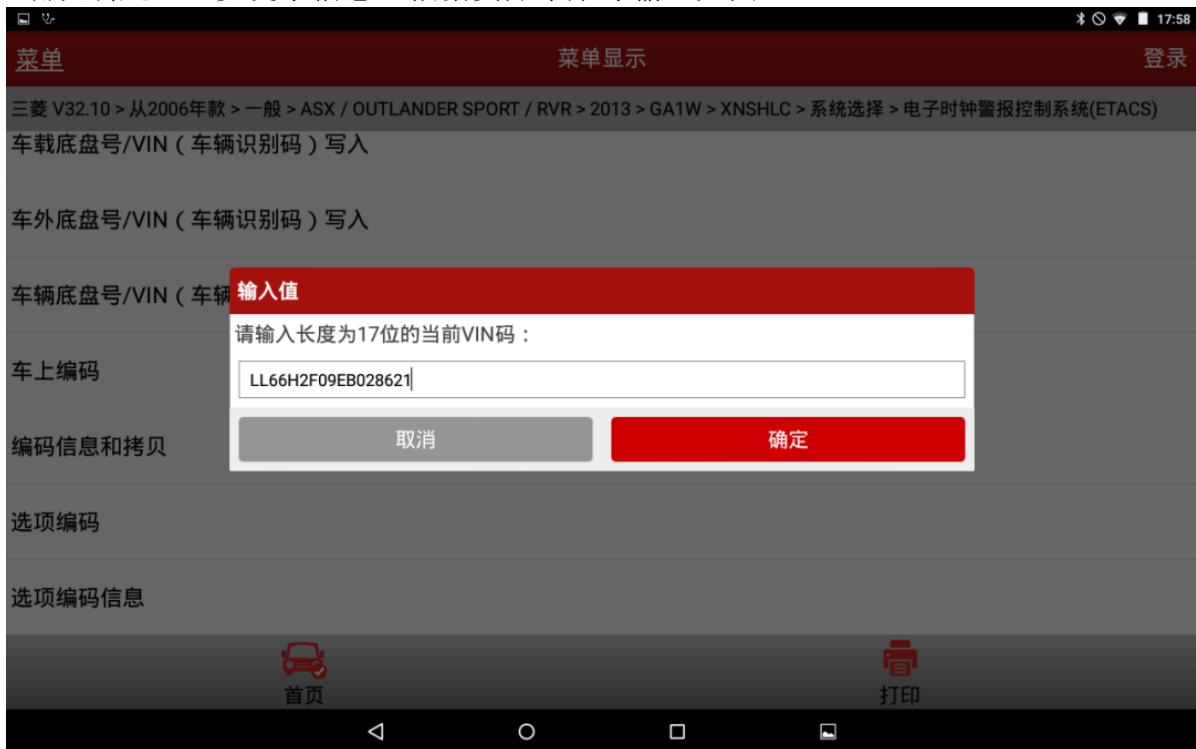 17:58
菜单
菜单显示
登录
三菱 V32.10 > 从2006年款 > 一般 > ASX / OUTLANDER SPORT / RVR > 2013 > GA1W > XNSHLC > 系统选择 > 电子时钟警报控制系统(ETACS)
车载底盘号/VIN（车辆识别码）写入
车外底盘号/VIN（车辆识别码）写入
车辆底盘号/VIN（车辆
输入值
请输入长度为17位的当前VIN码：
LL66H2F09EB028621
车上编码
取消
确定
编码信息和拷贝
选项编码
选项编码信息
首页
打印